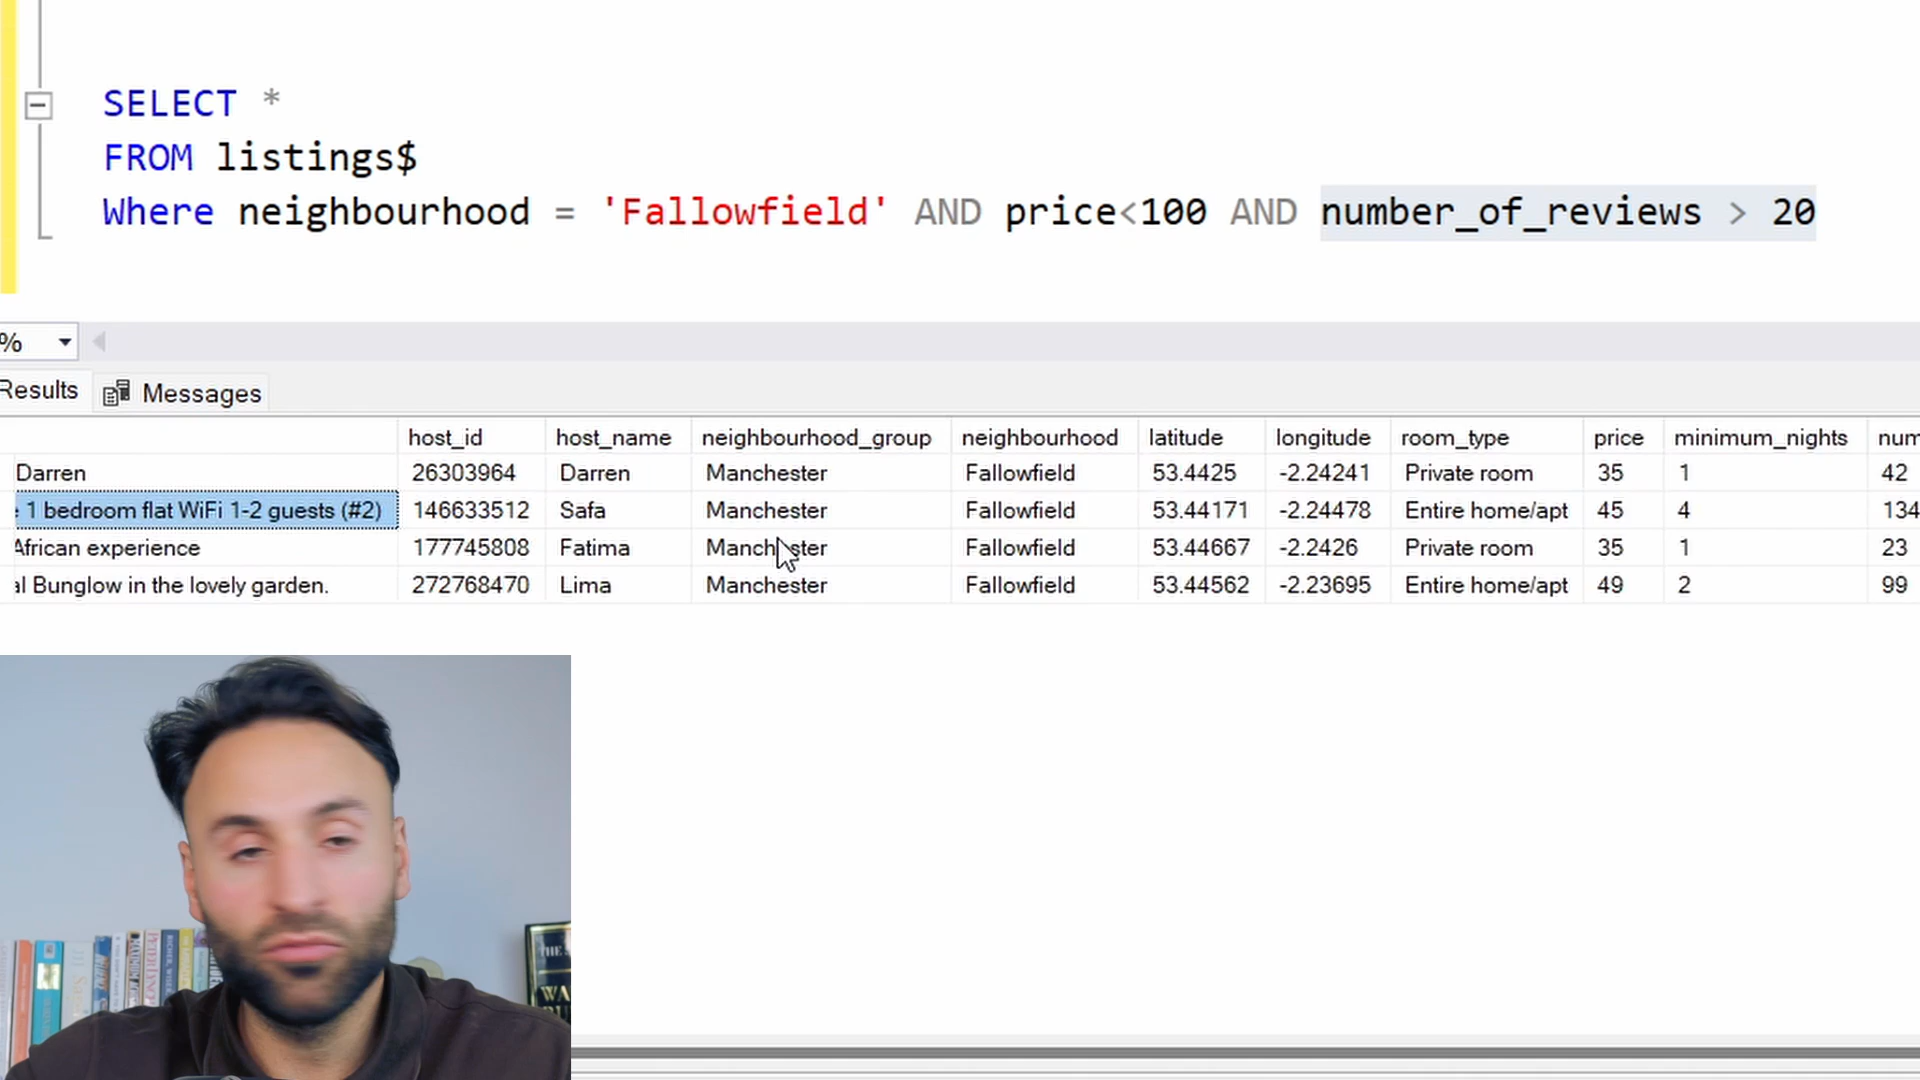 SELECT *
FROM listings$
Where neighbourhood = 'Fallowfield' AND price<100 AND number_of_reviews > 20
%
Results Messages
host_id host_name neighbourhood_group neighbourhood latitude longitude room_type price minimum_nights num
Darren 26303964 Darren Manchester Fallowfield 53.4425 -2.24241 Private room 35 1 42
1 bedroom flat WiFi 1-2 guests (#2) 146633512 Safa Manchester Fallowfield 53.44171 -2.24478 Entire home/apt 45 4 134
African experience 177745808 Fatima Manchester Fallowfield 53.44667 -2.2426 Private room 35 1 23
al Bunglow in the lovely garden. 272768470 Lima Manchester Fallowfield 53.44562 -2.23695 Entire home/apt 49 2 99
THE
WA